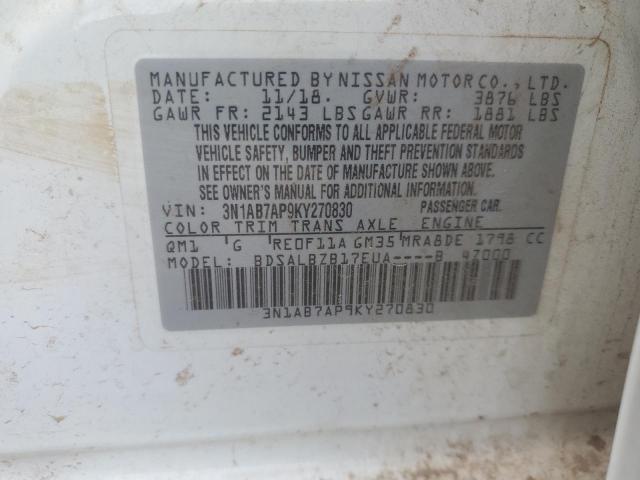 MANUFACTURED BY NISSAN MOTOR CO., LTD.
DATE: 11/18. GVWR: 3876 LBS
GAWR FR: 2143 LBS GAWR RR: 1881 LBS
THIS VEHICLE CONFORMS TO ALL APPLICABLE FEDERAL MOTOR
VEHICLE SAFETY, BUMPER AND THEFT PREVENTION STANDARDS
IN EFFECT ON THE DATE OF MANUFACTURE SHOWN ABOVE.
SEE OWNER'S MANUAL FOR ADDITIONAL INFORMATION.
VIN: 3N1AB7AP9KY270830 PASSENGER CAR.
COLOR TRIM TRANS AXLE ENGINE
QM1 G RE0F11A GM35 MRA8DE 1798 CC
MODEL: BDSALBZB17EUA----B 47000
3N1AB7AP9KY270830